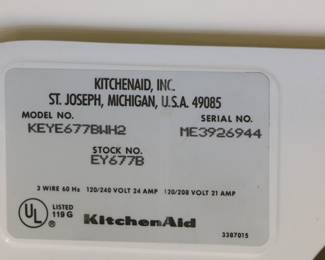 KITCHENAID, INC.
ST. JOSEPH, MICHIGAN, U.S.A. 49085
MODEL NO. SERIAL NO.
KEYE677BWH2 ME3926944
STOCK NO.
EY677B
3 WIRE 60 Hz 120/240 VOLT 24 AMP 120/208 VOLT 21 AMP
UL ® LISTED
119 G
KitchenAid
3387015